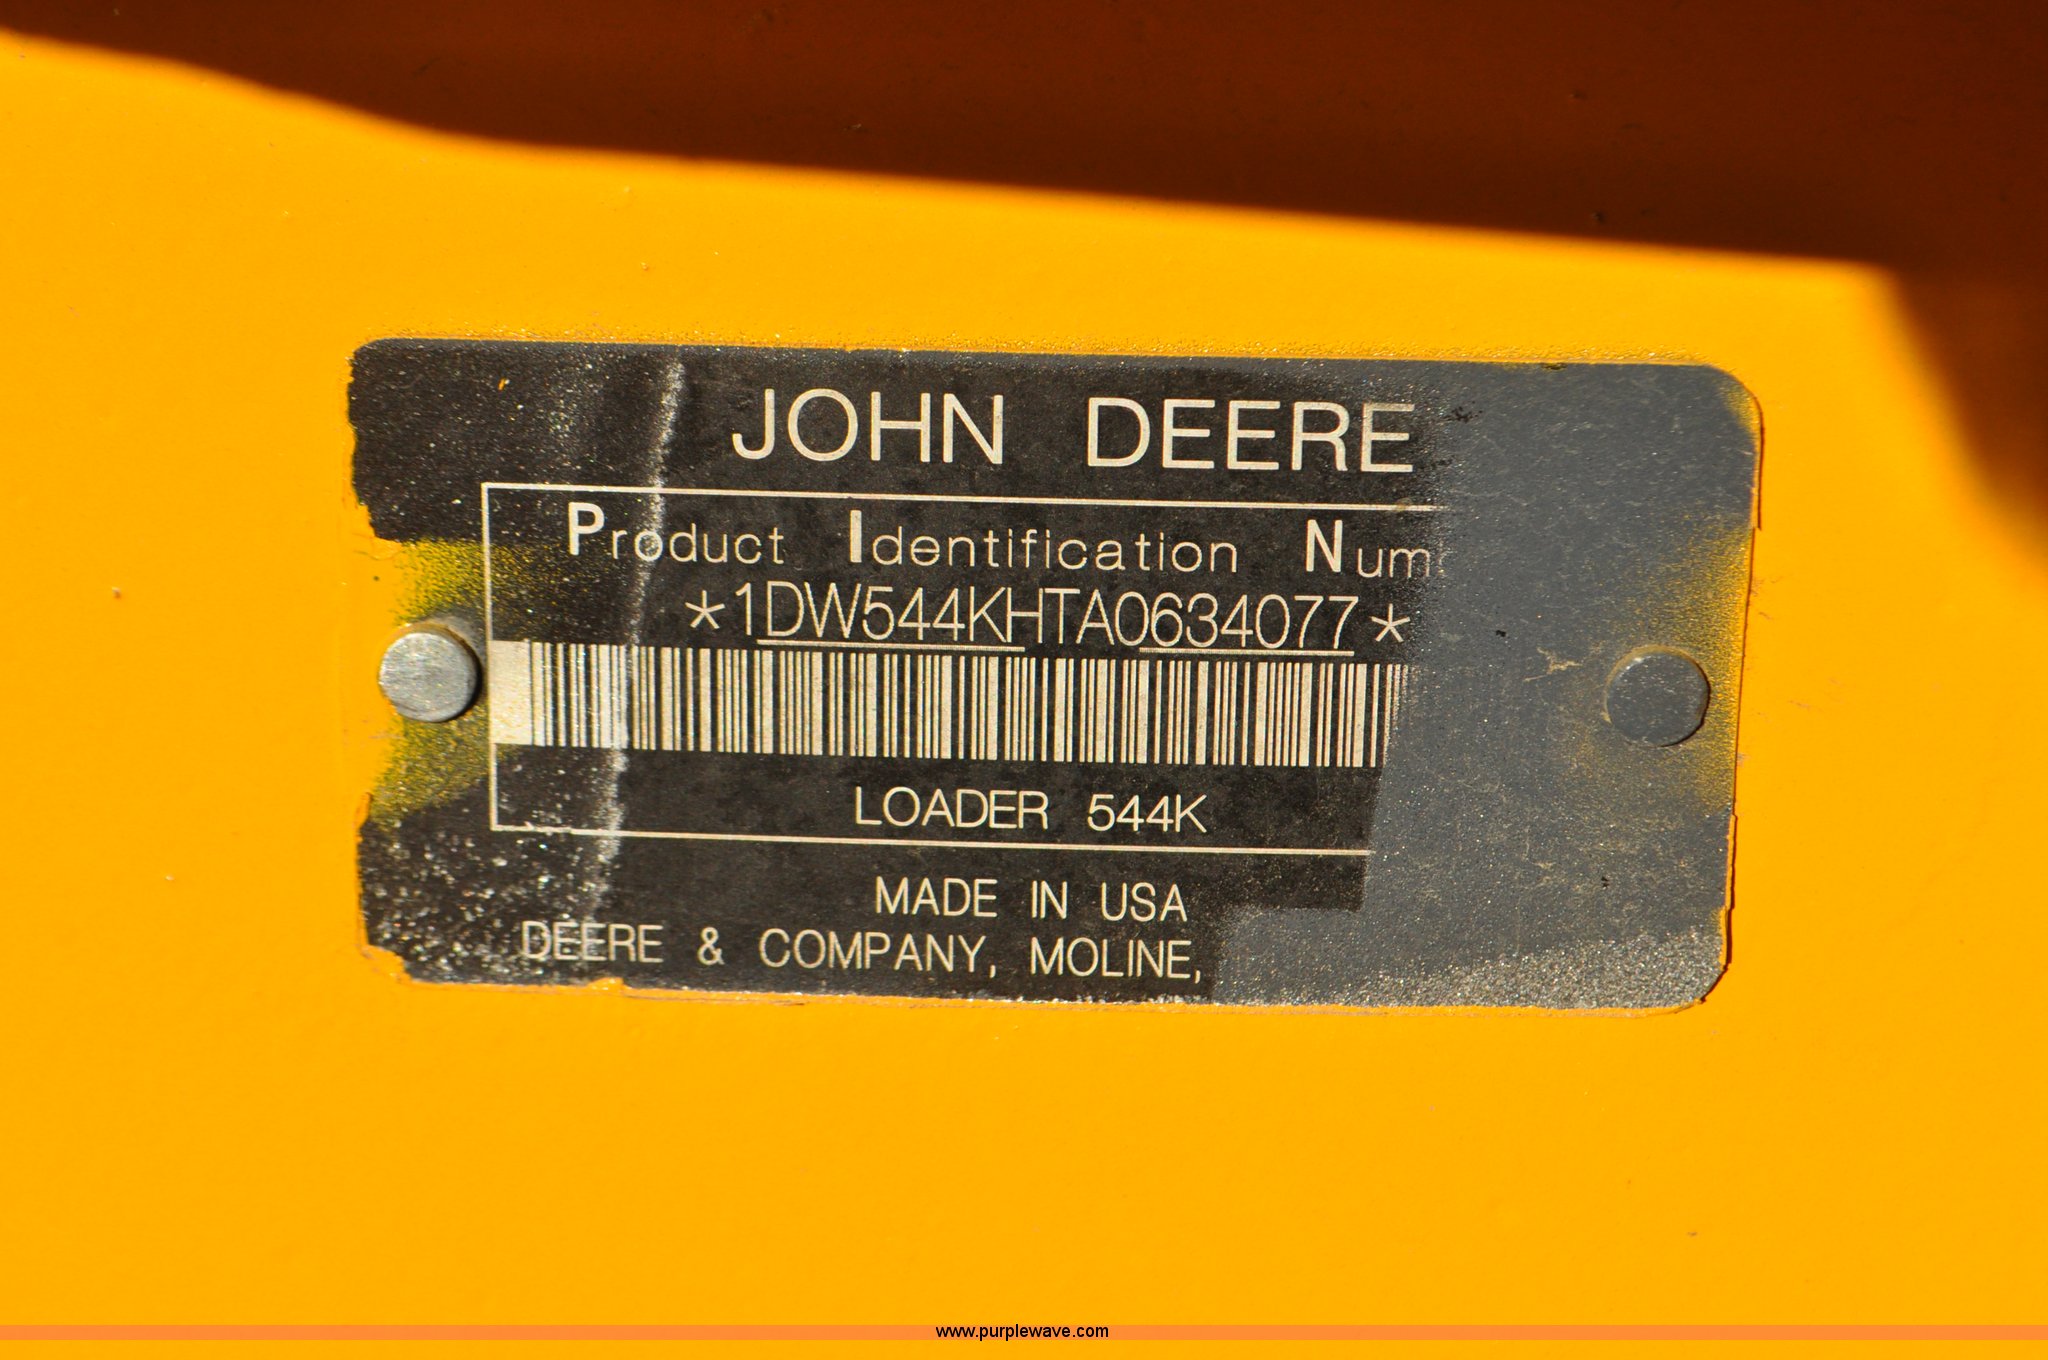 JOHN DEERE
Product Identification Num
*1DW544KHTA0634077*
LOADER 544K
MADE IN USA
DEERE & COMPANY, MOLINE,
www.purplewave.com